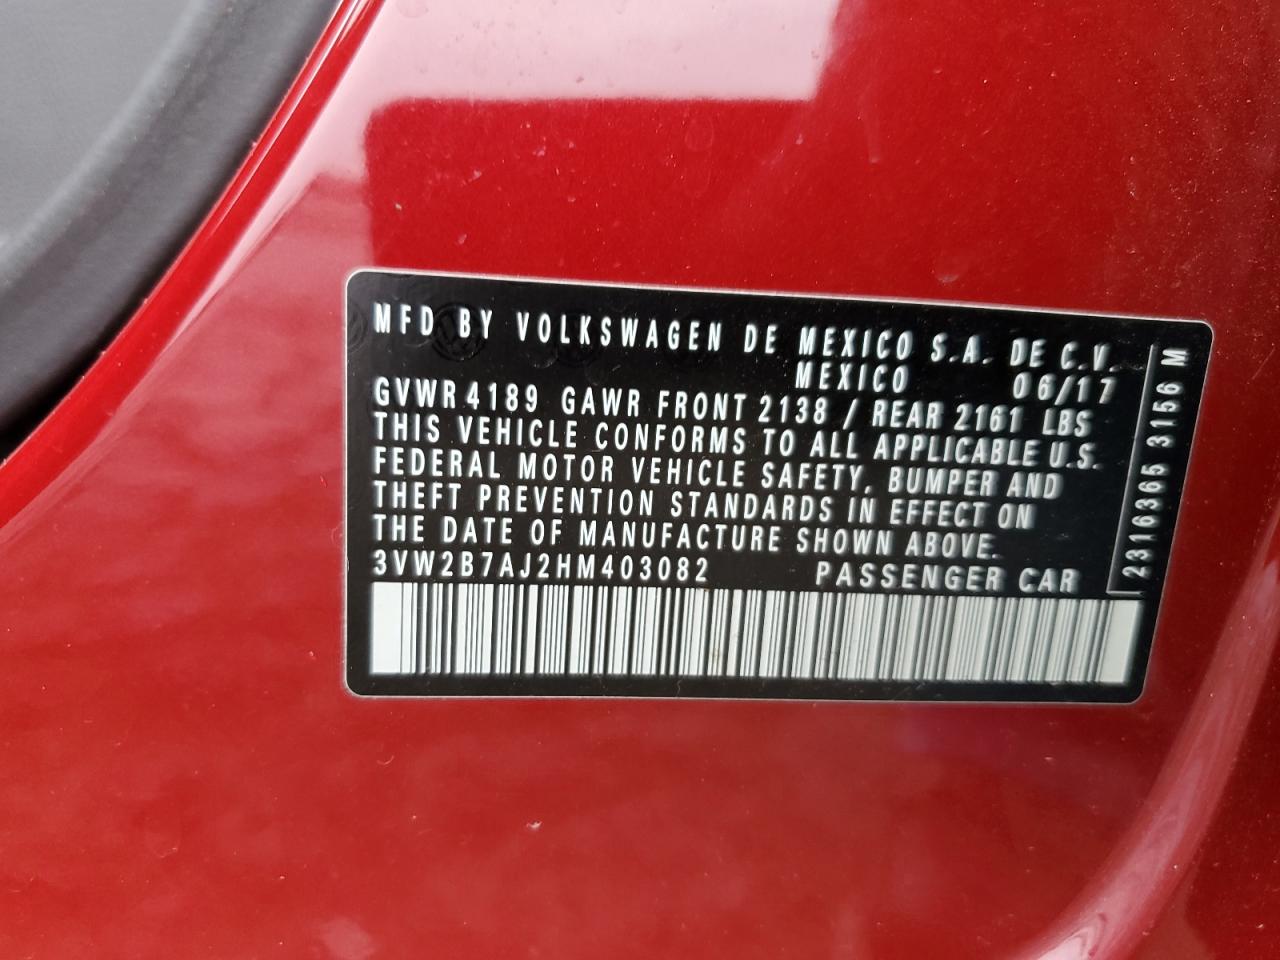 MFD BY VOLKSWAGEN DE MEXICO S.A. DE C.V.
MEXICO 06/17
GVWR 4189 GAWR FRONT 2138 / REAR 2161 LBS
THIS VEHICLE CONFORMS TO ALL APPLICABLE U.S.
FEDERAL MOTOR VEHICLE SAFETY, BUMPER AND
THEFT PREVENTION STANDARDS IN EFFECT ON
THE DATE OF MANUFACTURE SHOWN ABOVE.
3VW2B7AJ2HM403082 PASSENGER CAR
2316365 3156 M